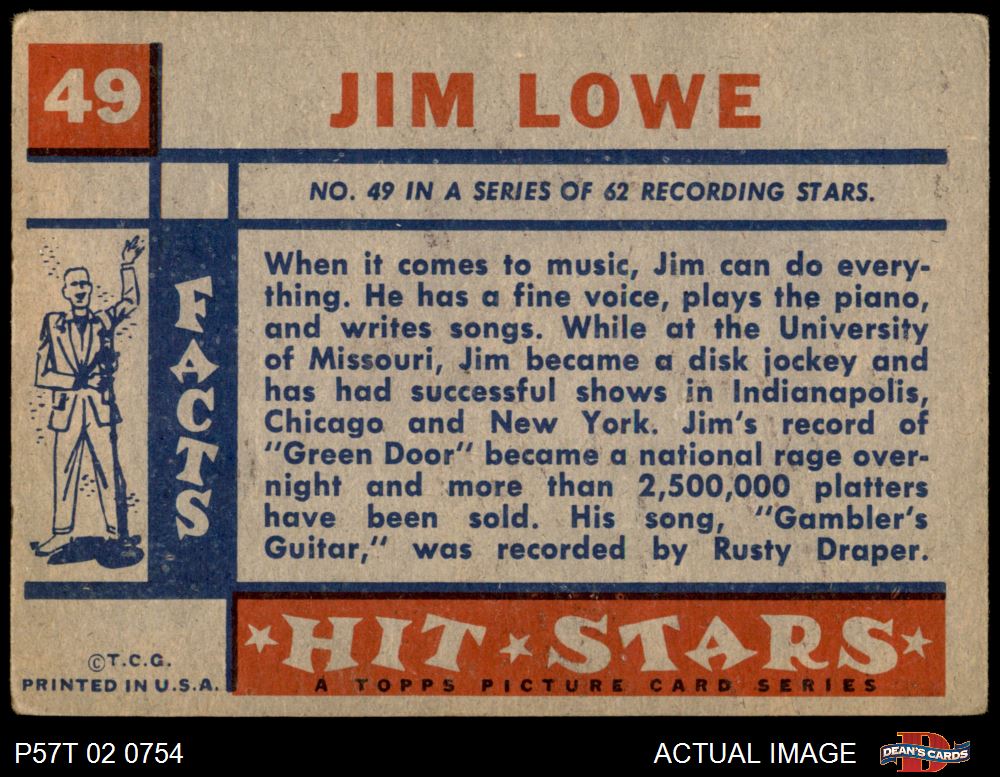 49
JIM LOWE
NO. 49 IN A SERIES OF 62 RECORDING STARS.
FACTS
When it comes to music, Jim can do every-
thing. He has a fine voice, plays the piano,
and writes songs. While at the University
of Missouri, Jim became a disk jockey and
has had successful shows in Indianapolis,
Chicago and New York. Jim's record of
"Green Door" became a national rage over-
night and more than 2,500,000 platters
have been sold. His song, "Gambler's
Guitar," was recorded by Rusty Draper.
©T.C.G.
PRINTED IN U.S.A.
HIT STARS
A TOPPS PICTURE CARD SERIES
P57T 02 0754
ACTUAL IMAGE
D
DEAN'S CARDS